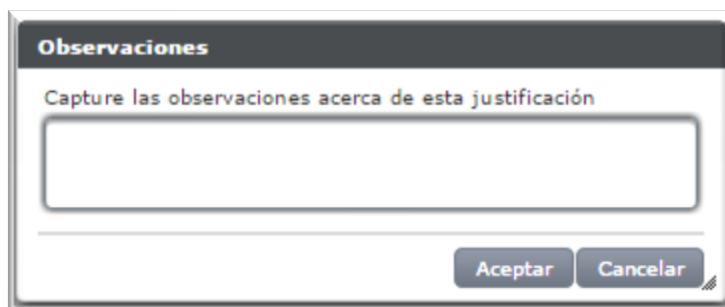 Observaciones
Capture las observaciones acerca de esta justificación
Aceptar Cancelar